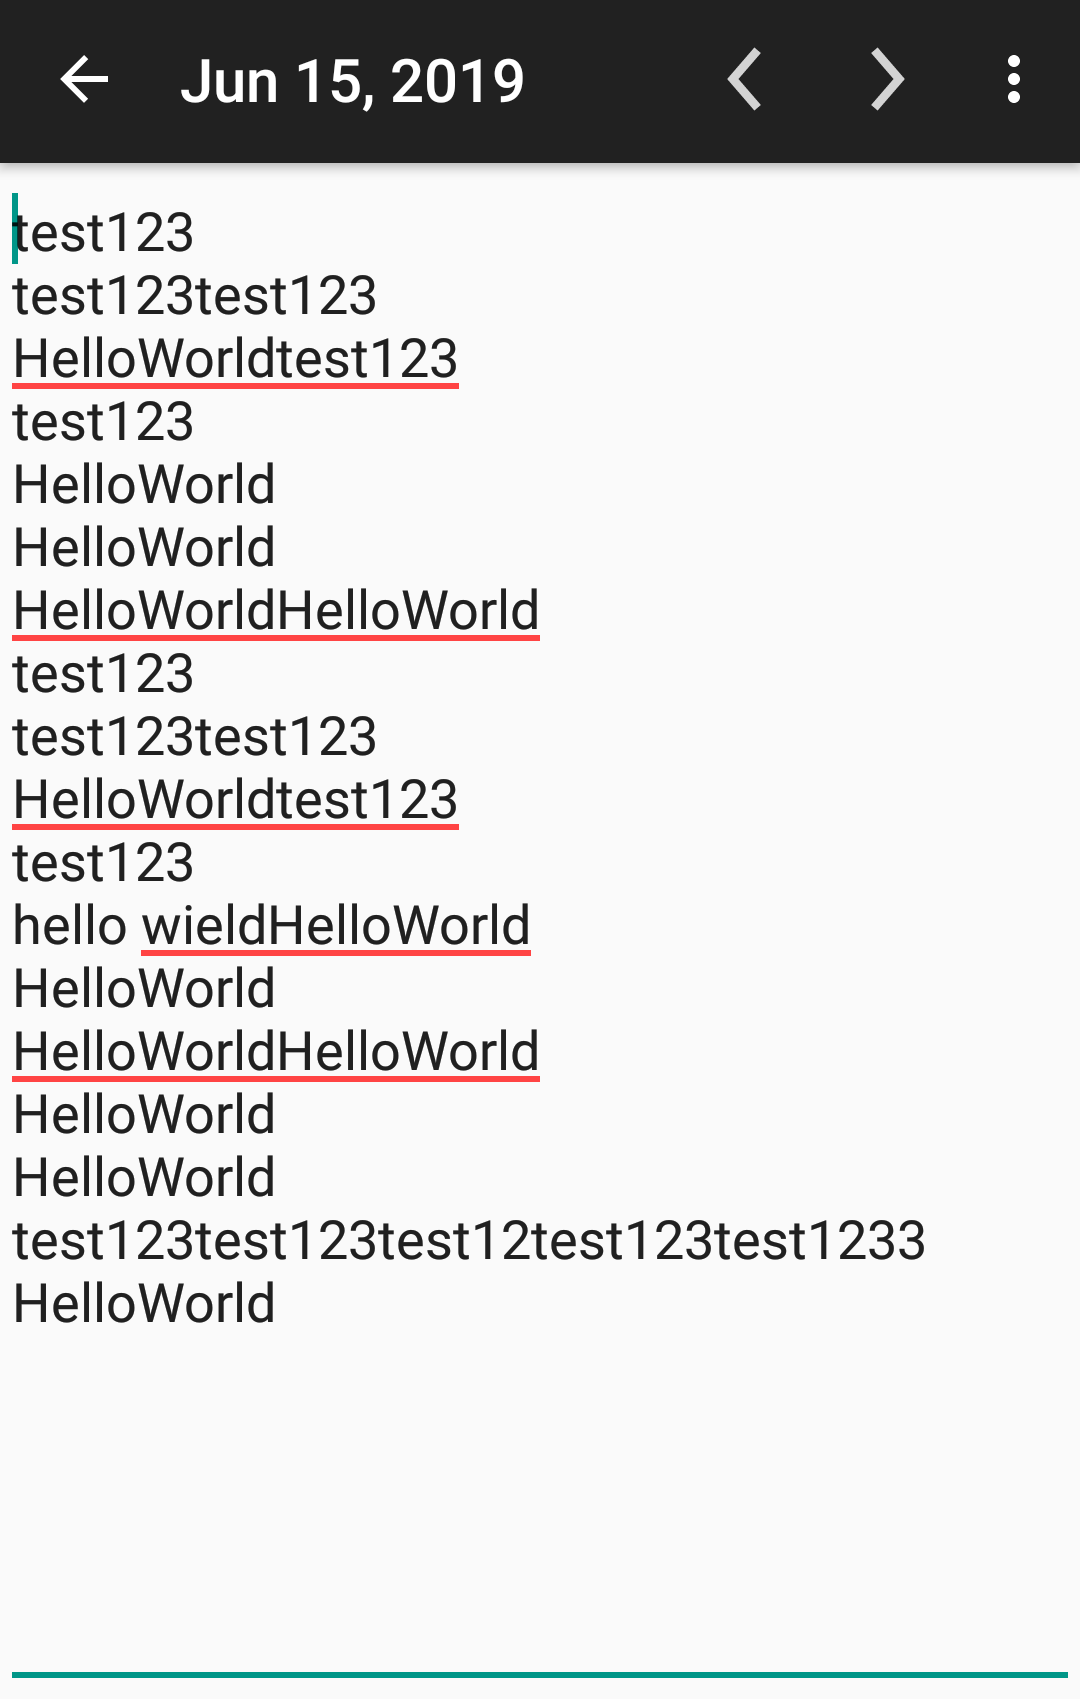 Jun 15, 2019
test123
test123test123
HelloWorldtest123
test123
HelloWorld
HelloWorld
HelloWorldHelloWorld
test123
test123test123
HelloWorldtest123
test123
hello wieldHelloWorld
HelloWorld
HelloWorldHelloWorld
HelloWorld
HelloWorld
test123test123test12test123test1233
HelloWorld